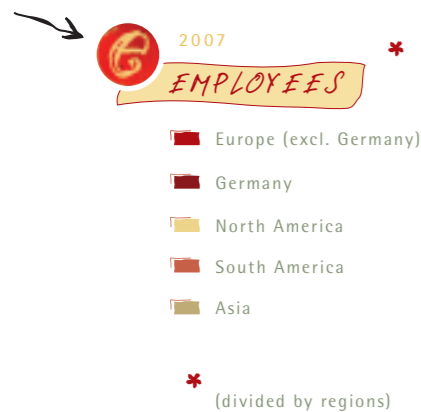 e
2007
*
EMPLOYEES
Europe (excl. Germany)
Germany
North America
South America
Asia
*
(divided by regions)